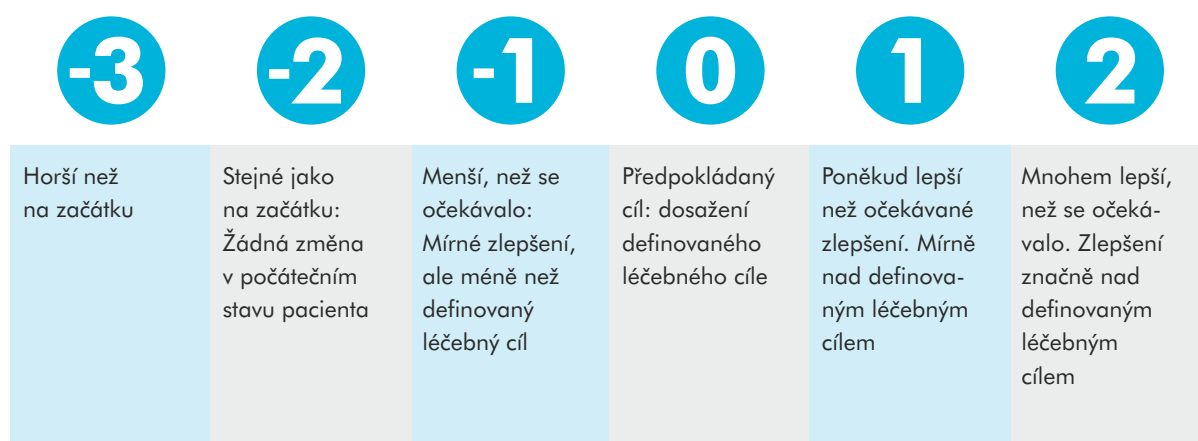 -3
-2
-1
0
1
2
Horší než
na začátku
Stejné jako
na začátku:
Žádná změna
v počátečním
stavu pacienta
Menší, než se
očekávalo:
Mírné zlepšení,
ale méně než
definovaný
léčebný cíl
Předpokládaný
cíl: dosažení
definovaného
léčebného cíle
Poněkud lepší
než očekávané
zlepšení. Mírně
nad definova-
ným léčebným
cílem
Mnohem lepší,
než se očeká-
valo. Zlepšení
značně nad
definovaným
léčebným
cílem